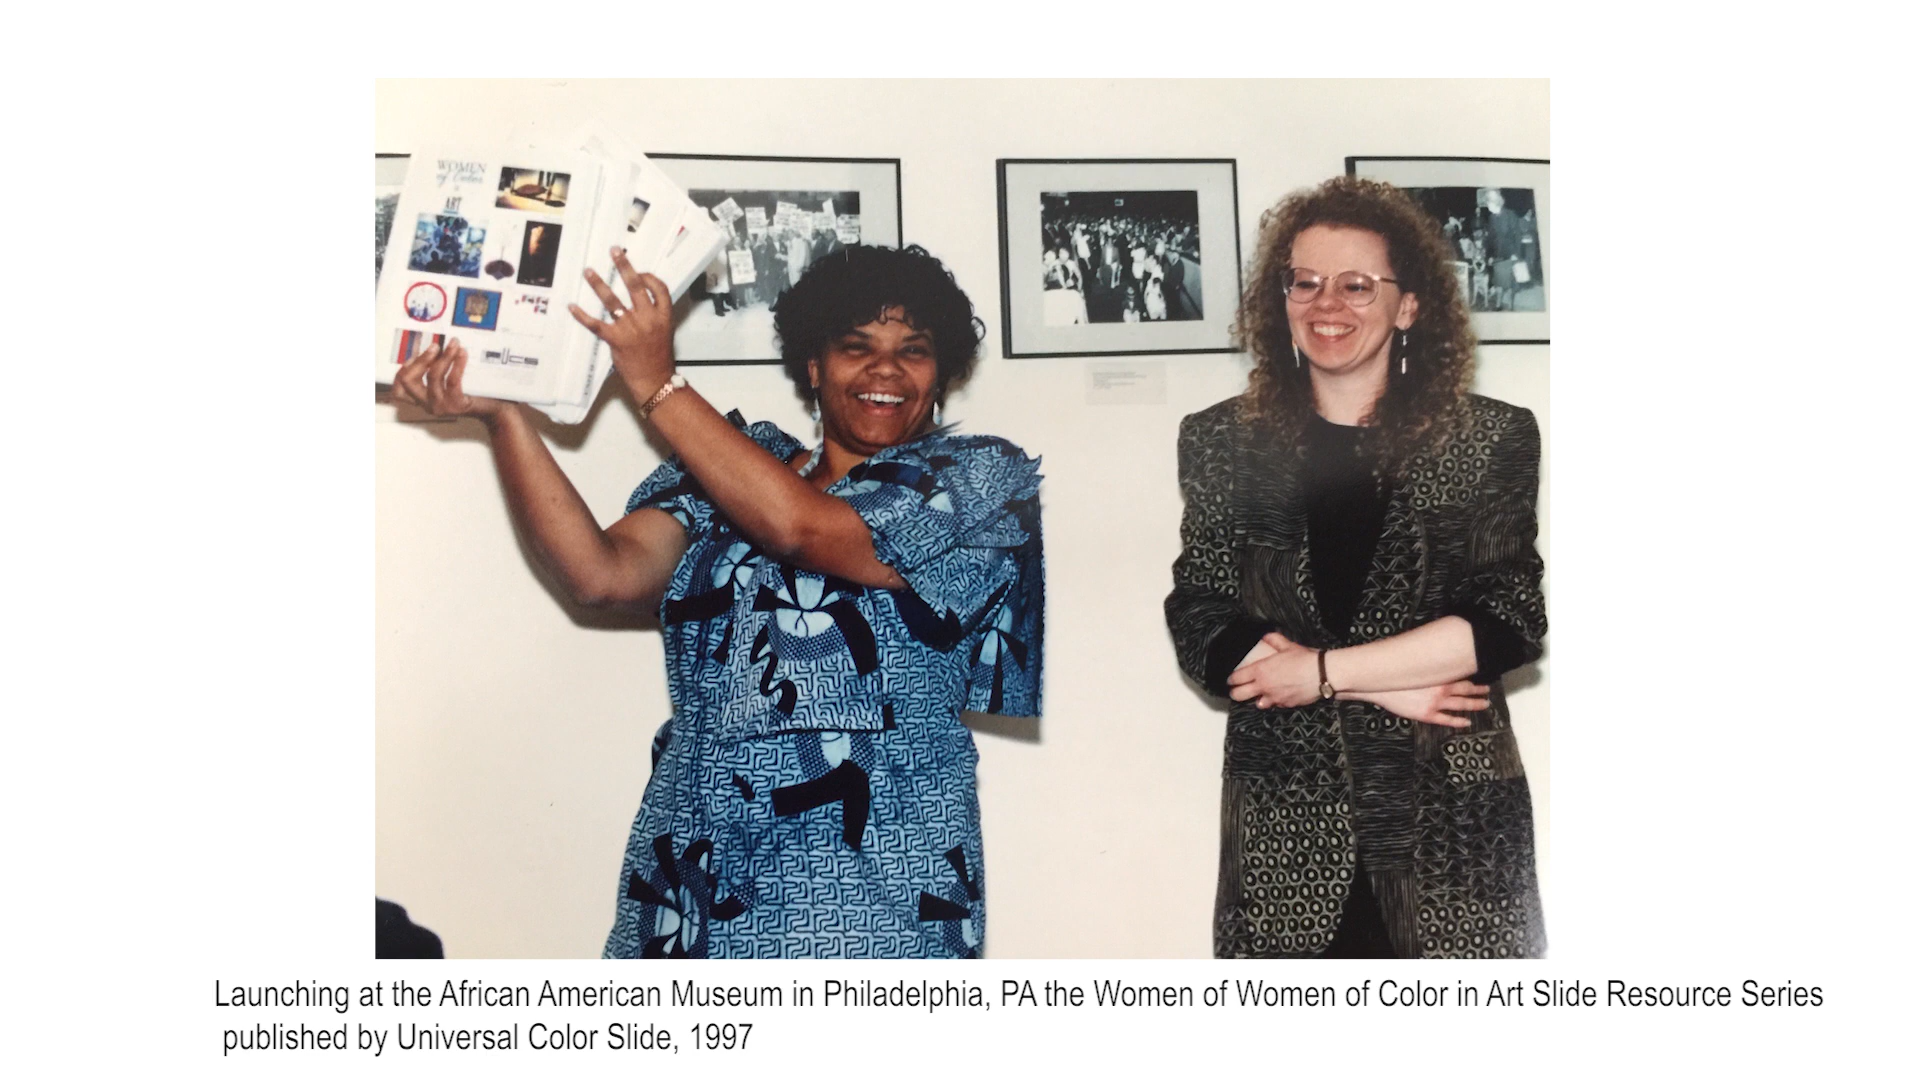 WOMEN
of Color
ART
Launching at the African American Museum in Philadelphia, PA the Women of Women of Color in Art Slide Resource Series
published by Universal Color Slide, 1997